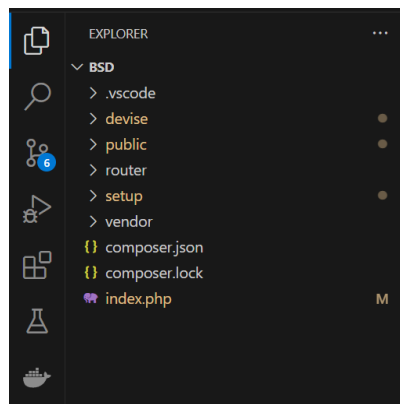 EXPLORER ...
BSD
.vscode
devise
public
router
6
setup
vendor
{} composer.json
{} composer.lock
index.php M